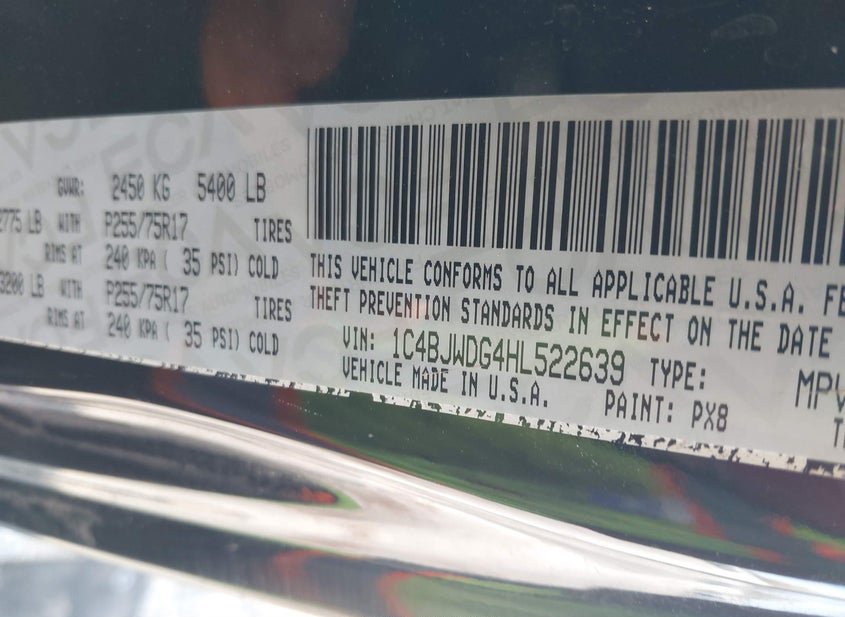 GVWR: 2450 KG 5400 LB
2775 LB WITH P255/75R17 TIRES
RIMS AT 240 KPA ( 35 PSI) COLD
3200 LB WITH P255/75R17 TIRES
RIMS AT 240 KPA ( 35 PSI) COLD
THIS VEHICLE CONFORMS TO ALL APPLICABLE U.S.A. FE
THEFT PREVENTION STANDARDS IN EFFECT ON THE DATE
VIN: 1C4BJWDG4HL522639 TYPE: MPV
VEHICLE MADE IN U.S.A. PAINT: PX8